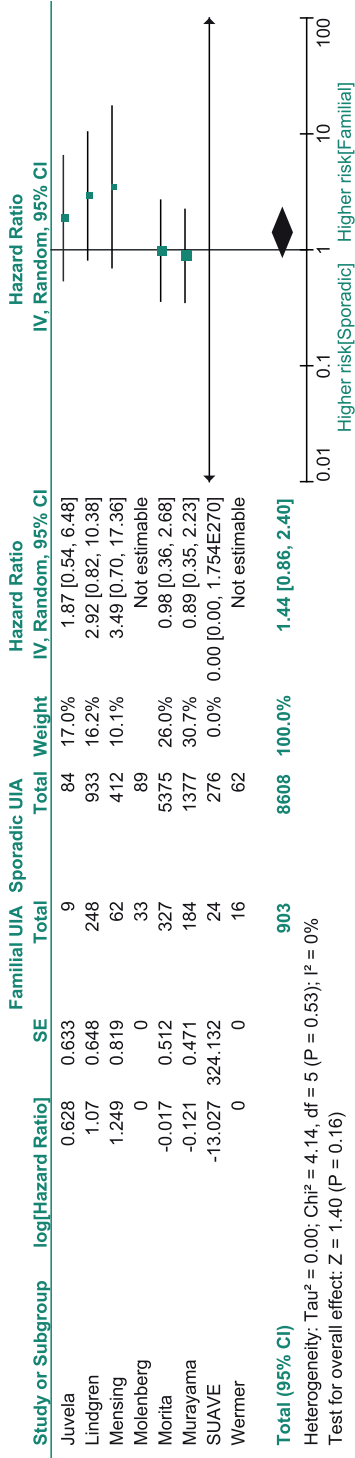 Familial UIA Sporadic UIA Hazard Ratio Hazard Ratio
Study or Subgroup log[Hazard Ratio] SE Total Total Weight IV, Random, 95% CI IV, Random, 95% CI
Juvela 0.628 0.633 9 84 17.0% 1.87 [0.54, 6.48]
Lindgren 1.07 0.648 248 933 16.2% 2.92 [0.82, 10.38]
Mensing 1.249 0.819 62 412 10.1% 3.49 [0.70, 17.36]
Molenberg 0 0 33 89 Not estimable
Morita -0.017 0.512 327 5375 26.0% 0.98 [0.36, 2.68]
Murayama -0.121 0.471 184 1377 30.7% 0.89 [0.35, 2.23]
SUAVE -13.027 324.132 24 276 0.0% 0.00 [0.00, 1.754E270]
Wermer 0 0 16 62 Not estimable
Total (95% CI) 903 8608 100.0% 1.44 [0.86, 2.40]
Heterogeneity: Tau² = 0.00; Chi² = 4.14, df = 5 (P = 0.53); I² = 0%
Test for overall effect: Z = 1.40 (P = 0.16)
0.01 0.1 1 10 100
Higher risk[Sporadic] Higher risk[Familial]